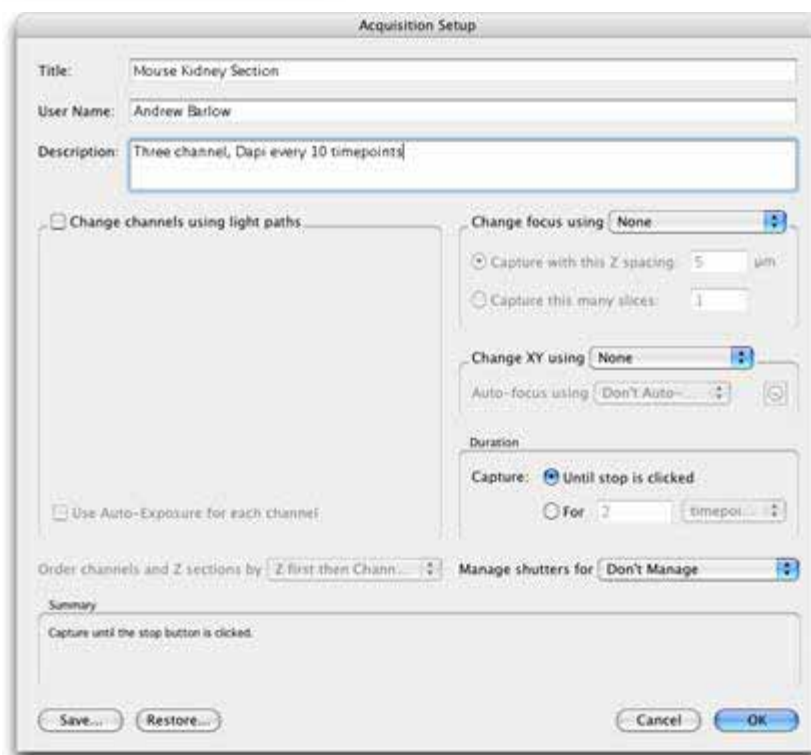 Acquisition Setup
Title: Mouse Kidney Section
User Name: Andrew Barlow
Description: Three channel, Dapi every 10 timepoints
Change channels using light paths
Use Auto-Exposure for each channel
Change focus using None
Capture with this Z spacing: 5 µm
Capture this many slices: 1
Change XY using None
Auto-focus using Don't Auto-...
Duration
Capture: Until stop is clicked
For 2 timepoi...
Order channels and Z sections by Z first then Chann...
Manage shutters for Don't Manage
Summary
Capture until the stop button is clicked.
Save... Restore... Cancel OK